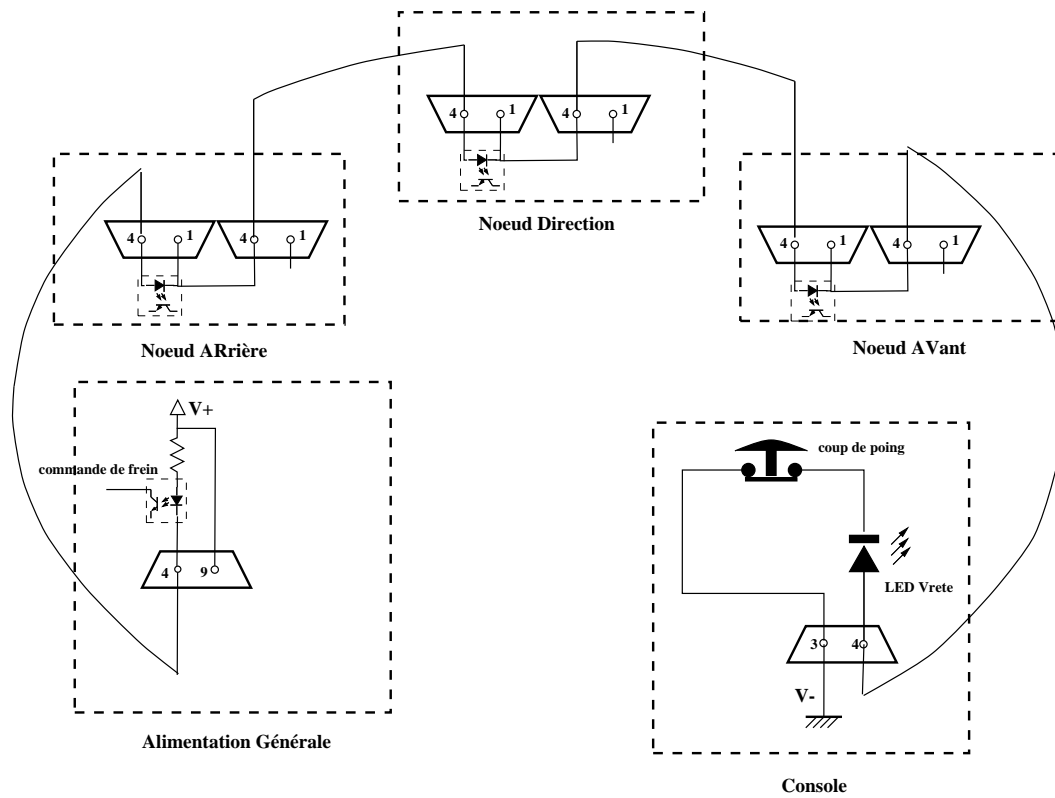 4
1
4
1
Noeud Direction
4
1
4
1
Noeud ARrière
4
1
4
1
Noeud AVant
V+
commande de frein
4
9
Alimentation Générale
coup de poing
LED Vrete
3
4
V-
Console